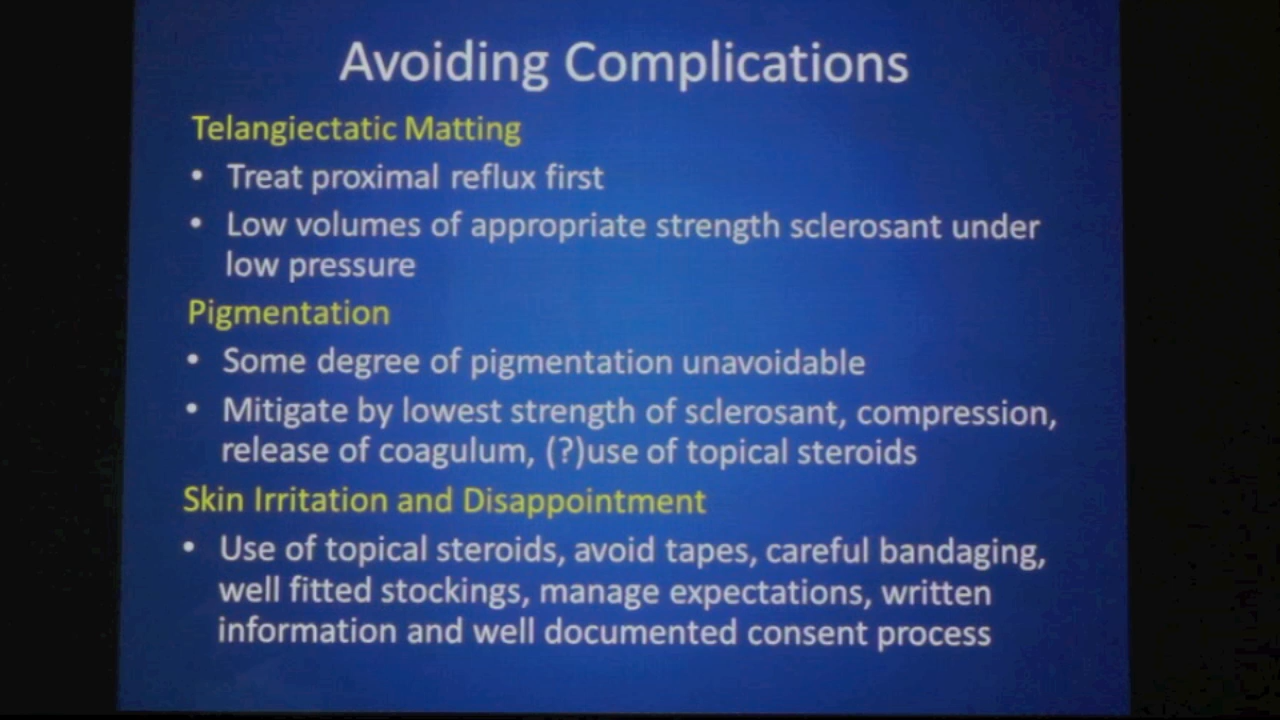 Avoiding Complications
Telangiectatic Matting
• Treat proximal reflux first
• Low volumes of appropriate strength sclerosant under
low pressure
Pigmentation
• Some degree of pigmentation unavoidable
• Mitigate by lowest strength of sclerosant, compression,
release of coagulum, (?)use of topical steroids
Skin Irritation and Disappointment
• Use of topical steroids, avoid tapes, careful bandaging,
well fitted stockings, manage expectations, written
information and well documented consent process